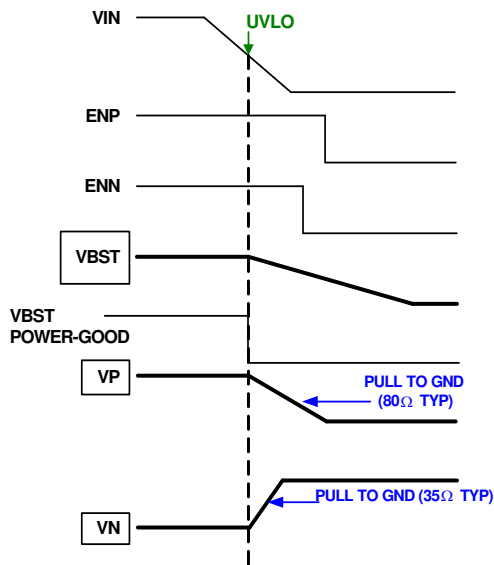 VIN
UVLO
ENP
ENN
VBST
VBST
POWER-GOOD
VP
PULL TO GND
(80Ω TYP)
PULL TO GND (35Ω TYP)
VN